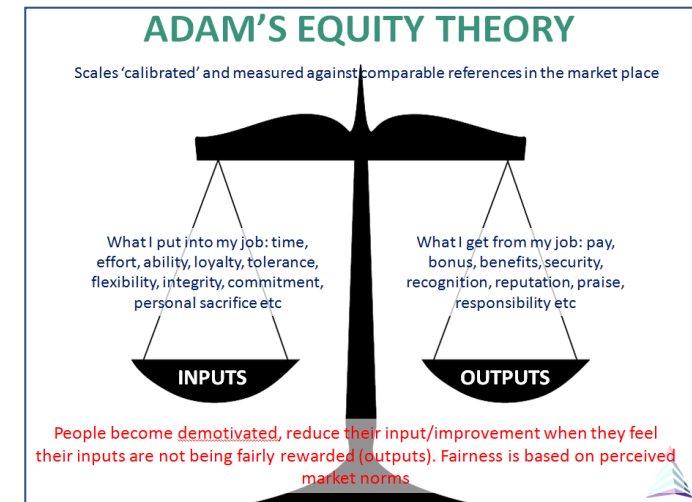 ADAM'S EQUITY THEORY
Scales ‘calibrated’ and measured against comparable references in the market place
What I put into my job: time,
effort, ability, loyalty, tolerance,
flexibility, integrity, commitment,
personal sacrifice etc
What I get from my job: pay,
bonus, benefits, security,
recognition, reputation, praise,
responsibility etc
INPUTS
OUTPUTS
People become demotivated, reduce their input/improvement when they feel
their inputs are not being fairly rewarded (outputs). Fairness is based on perceived
market norms